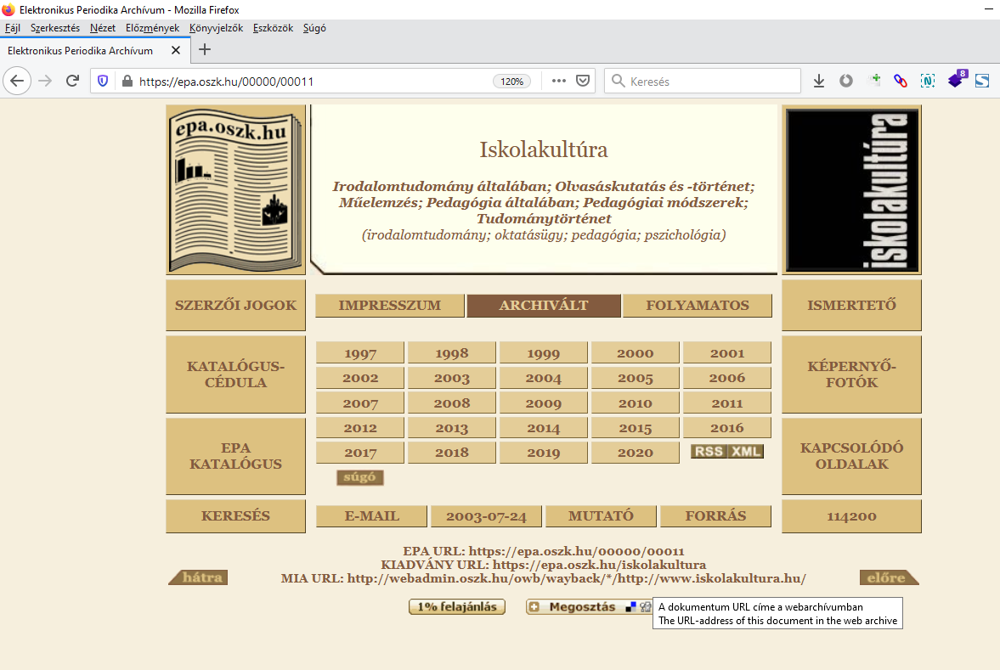 Elektronikus Periodika Archívum - Mozilla Firefox
Fájl Szerkesztés Nézet Előzmények Könyvjelzők Eszközök Súgó
Elektronikus Periodika Archívum
https://epa.oszk.hu/00000/00011 120% Keresés 8
epa.oszk.hu
Iskolakultúra
Irodalomtudomány általában; Olvasáskutatás és -történet;
Műelemzés; Pedagógia általában; Pedagógiai módszerek;
Tudománytörténet
(irodalomtudomány; oktatásügy; pedagógia; pszichológia)
iskolakultúra
SZERZŐI JOGOK IMPRESSZUM ARCHIVÁLT FOLYAMATOS ISMERTETŐ
1997 1998 1999 2000 2001
KATALÓGUS-
CÉDULA
2002 2003 2004 2005 2006
KÉPERNYŐ-
FOTÓK
2007 2008 2009 2010 2011
2012 2013 2014 2015 2016
EPA
KATALÓGUS
2017 2018 2019 2020 RSS XML
KAPCSOLÓDÓ
OLDALAK
súgó
KERESÉS E-MAIL 2003-07-24 MUTATÓ FORRÁS 114200
EPA URL: https://epa.oszk.hu/00000/00011
KIADVÁNY URL: https://epa.oszk.hu/iskolakultura
hátra MIA URL: http://webadmin.oszk.hu/owb/wayback/*/http://www.iskolakultura.hu/ előre
1% felajánlás Megosztás
A dokumentum URL címe a webarchívumban
The URL-address of this document in the web archive